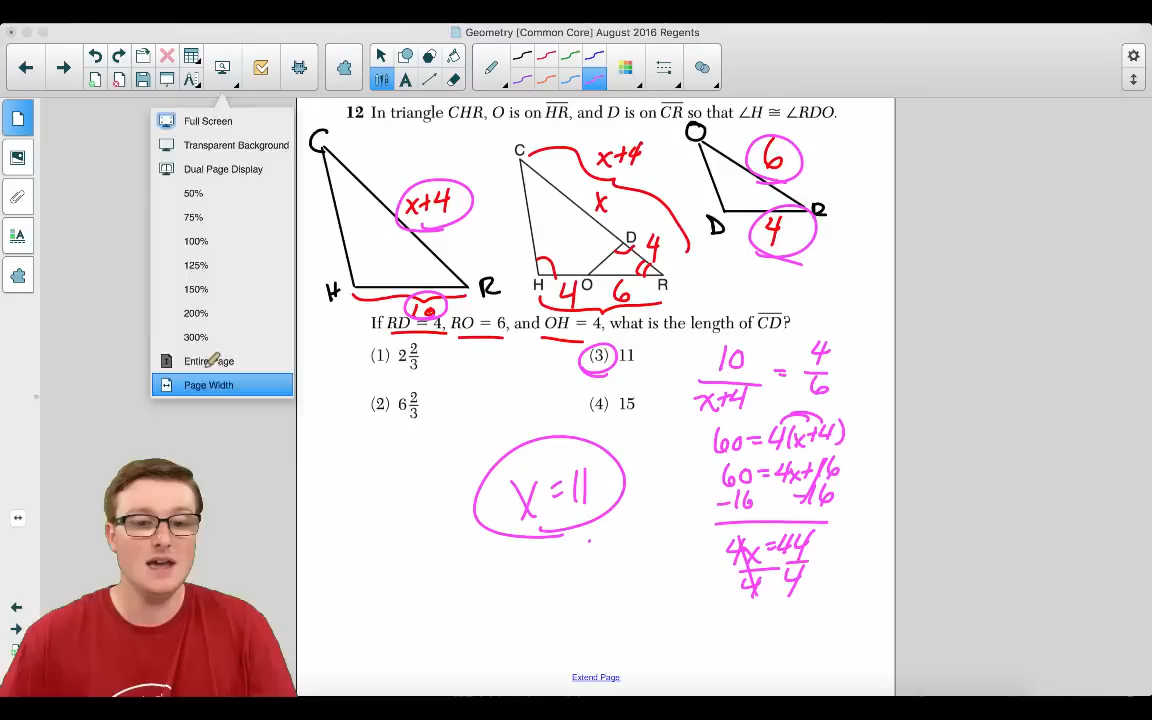 Geometry [Common Core] August 2016 Regents
Full Screen
Transparent Background
Dual Page Display
50%
75%
100%
125%
150%
200%
300%
Entire Page
Page Width
12 In triangle CHR, O is on HR, and D is on CR so that ∠H ≅ ∠RDO.
C
x+4
H
R
10
C
x+4
x
D
4
H
O
R
4
6
O
6
D
R
4
If RD = 4, RO = 6, and OH = 4, what is the length of CD?
(1) 2 2/3
(3) 11
(2) 6 2/3
(4) 15
10/x+4 = 4/6
60 = 4(x+4)
60 = 4x+16
-16 -16
4x = 44
4 4
x = 11
Extend Page